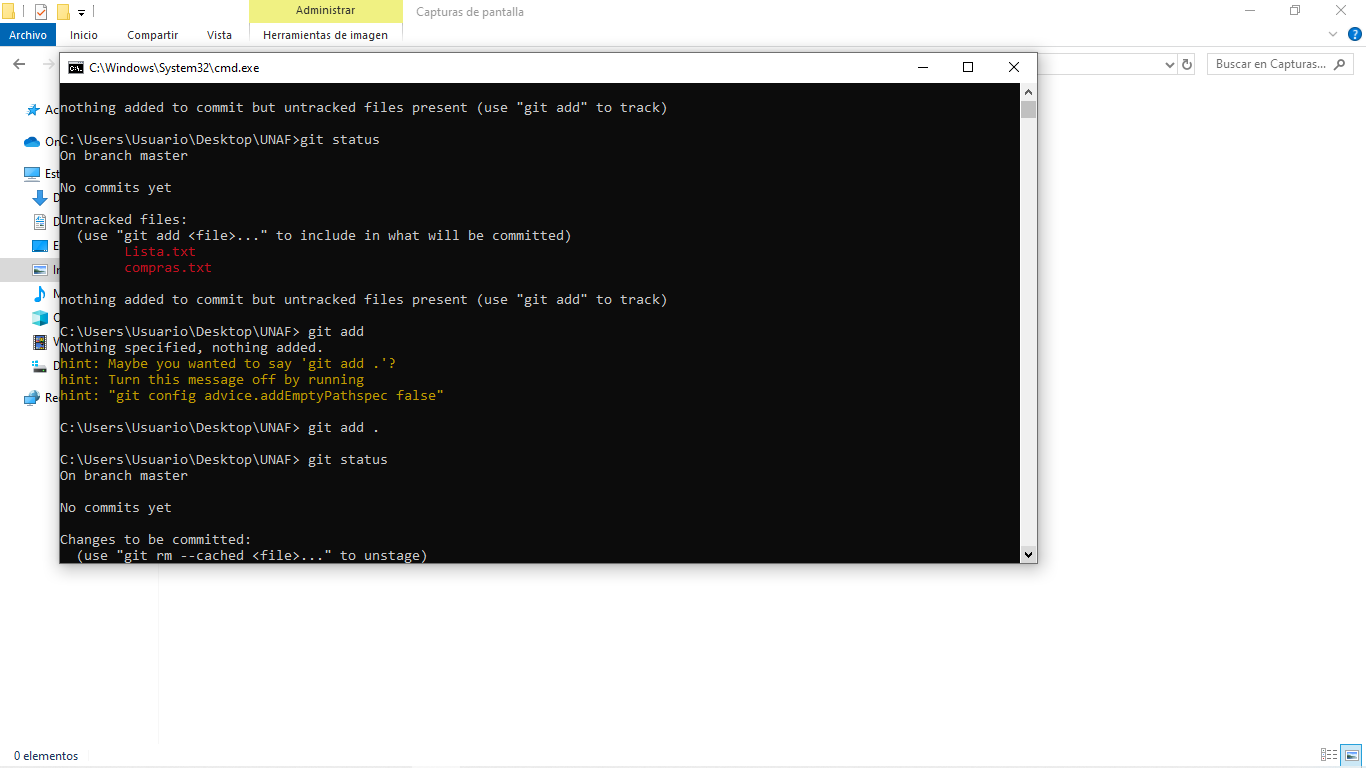 Administrar
Capturas de pantalla
Archivo
Inicio
Compartir
Vista
Herramientas de imagen
C:\Windows\System32\cmd.exe
Buscar en Capturas...
nothing added to commit but untracked files present (use "git add" to track)
C:\Users\Usuario\Desktop\UNAF>git status
On branch master
No commits yet
Untracked files:
(use "git add <file>..." to include in what will be committed)
Lista.txt
compras.txt
nothing added to commit but untracked files present (use "git add" to track)
C:\Users\Usuario\Desktop\UNAF> git add
Nothing specified, nothing added.
hint: Maybe you wanted to say 'git add .'?
hint: Turn this message off by running
hint: "git config advice.addEmptyPathspec false"
C:\Users\Usuario\Desktop\UNAF> git add .
C:\Users\Usuario\Desktop\UNAF> git status
On branch master
No commits yet
Changes to be committed:
(use "git rm --cached <file>..." to unstage)
0 elementos